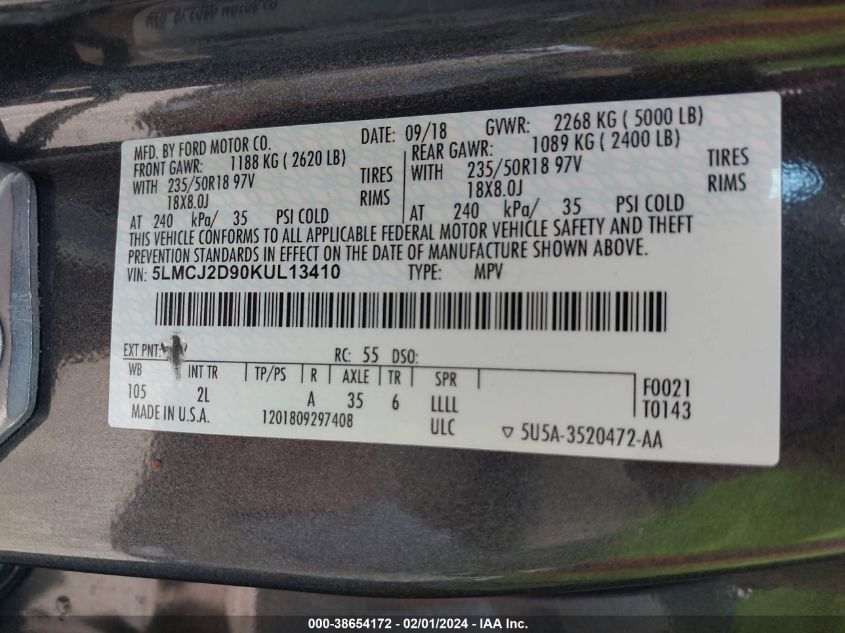 MFD. BY FORD MOTOR CO. DATE: 09/18 GVWR: 2268 KG ( 5000 LB)
FRONT GAWR: 1188 KG ( 2620 LB) REAR GAWR: 1089 KG ( 2400 LB)
WITH 235/50R18 97V TIRES WITH 235/50R18 97V TIRES
18X8.0J RIMS 18X8.0J RIMS
AT 240 kPa/ 35 PSI COLD AT 240 kPa/ 35 PSI COLD
THIS VEHICLE CONFORMS TO ALL APPLICABLE FEDERAL MOTOR VEHICLE SAFETY AND THEFT
PREVENTION STANDARDS IN EFFECT ON THE DATE OF MANUFACTURE SHOWN ABOVE.
VIN: 5LMCJ2D90KUL13410 TYPE: MPV
EXT PNT: RC: 55 DSO:
WB INT TR TP/PS R AXLE TR SPR
105 2L A 35 6 LLLL F0021
ULC T0143
MADE IN U.S.A. 1201809297408 5U5A-3520472-AA
000-38654172 - 02/01/2024 - IAA Inc.